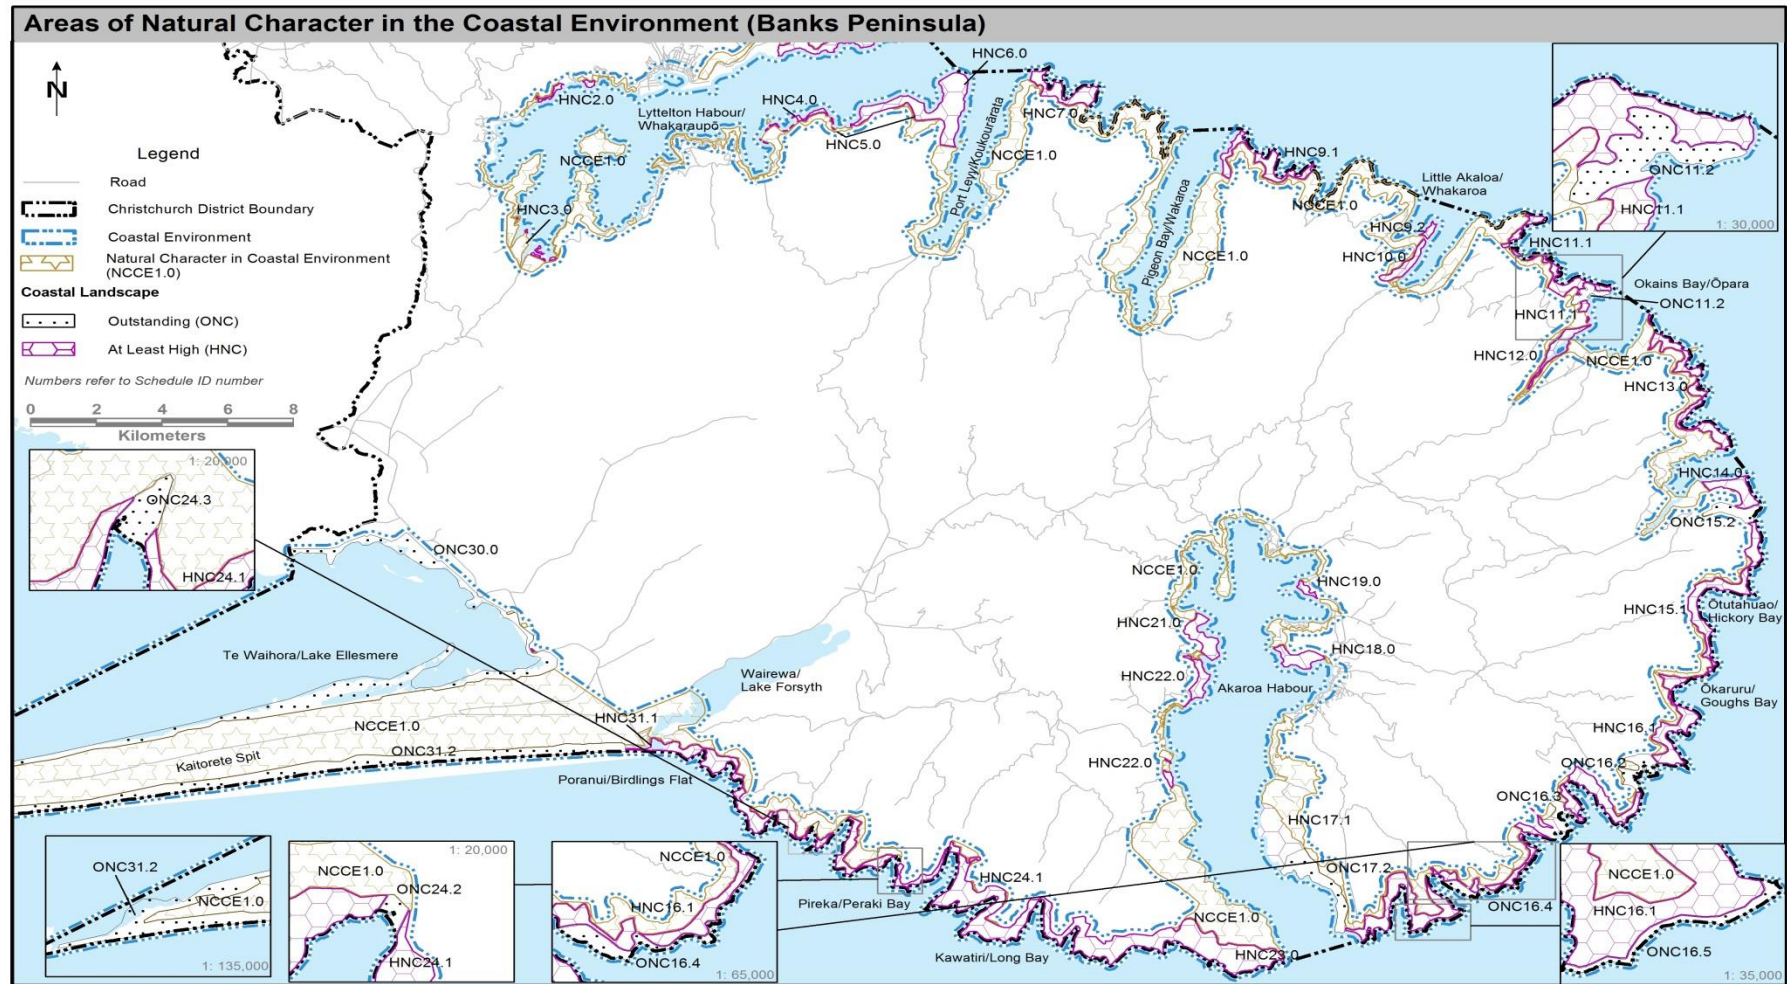 Areas of Natural Character in the Coastal Environment (Banks Peninsula)
N
Legend
Road
Christchurch District Boundary
Coastal Environment
Natural Character in Coastal Environment
(NCCE1.0)
Coastal Landscape
Outstanding (ONC)
At Least High (HNC)
Numbers refer to Schedule ID number
0 2 4 6 8
Kilometers
HNC2.0
Lyttelton Habour/
Whakaraupō
HNC4.0
HNC6.0
HNC5.0
NCCE1.0
HNC3.0
Port Levy/Koukourārata
NCCE1.0
HNC7.0
Pigeon Bay/Wakaroa
NCCE1.0
HNC9.1
NCCE1.0
Little Akaloa/
Whakaroa
HNC9.2
HNC10.0
HNC11.1
Okains Bay/Ōpara
ONC11.2
HNC11.1
HNC12.0
NCCE1.0
HNC13.0
HNC14.0
ONC15.2
HNC15.1
Ōtutahuao/
Hickory Bay
Ōkaruru/
Goughs Bay
HNC16.1
ONC16.2
ONC16.3
ONC16.4
ONC17.2
HNC17.1
NCCE1.0
HNC19.0
HNC21.0
HNC18.0
HNC22.0
Akaroa Habour
HNC22.0
NCCE1.0
HNC23.0
Kawatiri/Long Bay
HNC24.1
Pireka/Peraki Bay
Poranui/Birdlings Flat
HNC31.1
Wairewa/
Lake Forsyth
ONC30.0
Te Waihora/Lake Ellesmere
NCCE1.0
ONC31.2
Kaitorete Spit
ONC11.2
HNC11.1
1: 30,000
1: 20,000
ONC24.3
HNC24.1
ONC31.2
NCCE1.0
1: 135,000
1: 20,000
NCCE1.0
ONC24.2
HNC24.1
NCCE1.0
HNC16.1
ONC16.4
1: 65,000
NCCE1.0
HNC16.1
ONC16.5
1: 35,000